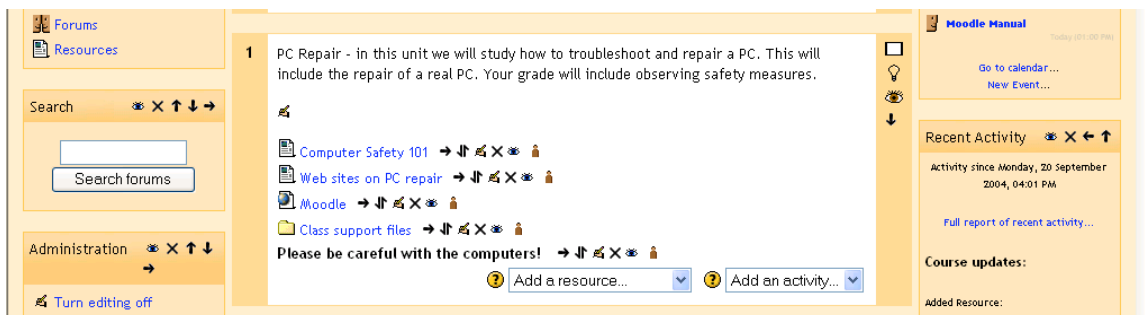 Forums
Resources
Search
Search forums
Administration
Turn editing off
1 PC Repair - in this unit we will study how to troubleshoot and repair a PC. This will
include the repair of a real PC. Your grade will include observing safety measures.
Computer Safety 101
Web sites on PC repair
Moodle
Class support files
Please be careful with the computers!
Add a resource...
Add an activity...
Moodle Manual
Today (01:00 PM)
Go to calendar...
New Event...
Recent Activity
Activity since Monday, 20 September
2004, 04:01 PM
Full report of recent activity...
Course updates:
Added Resource: